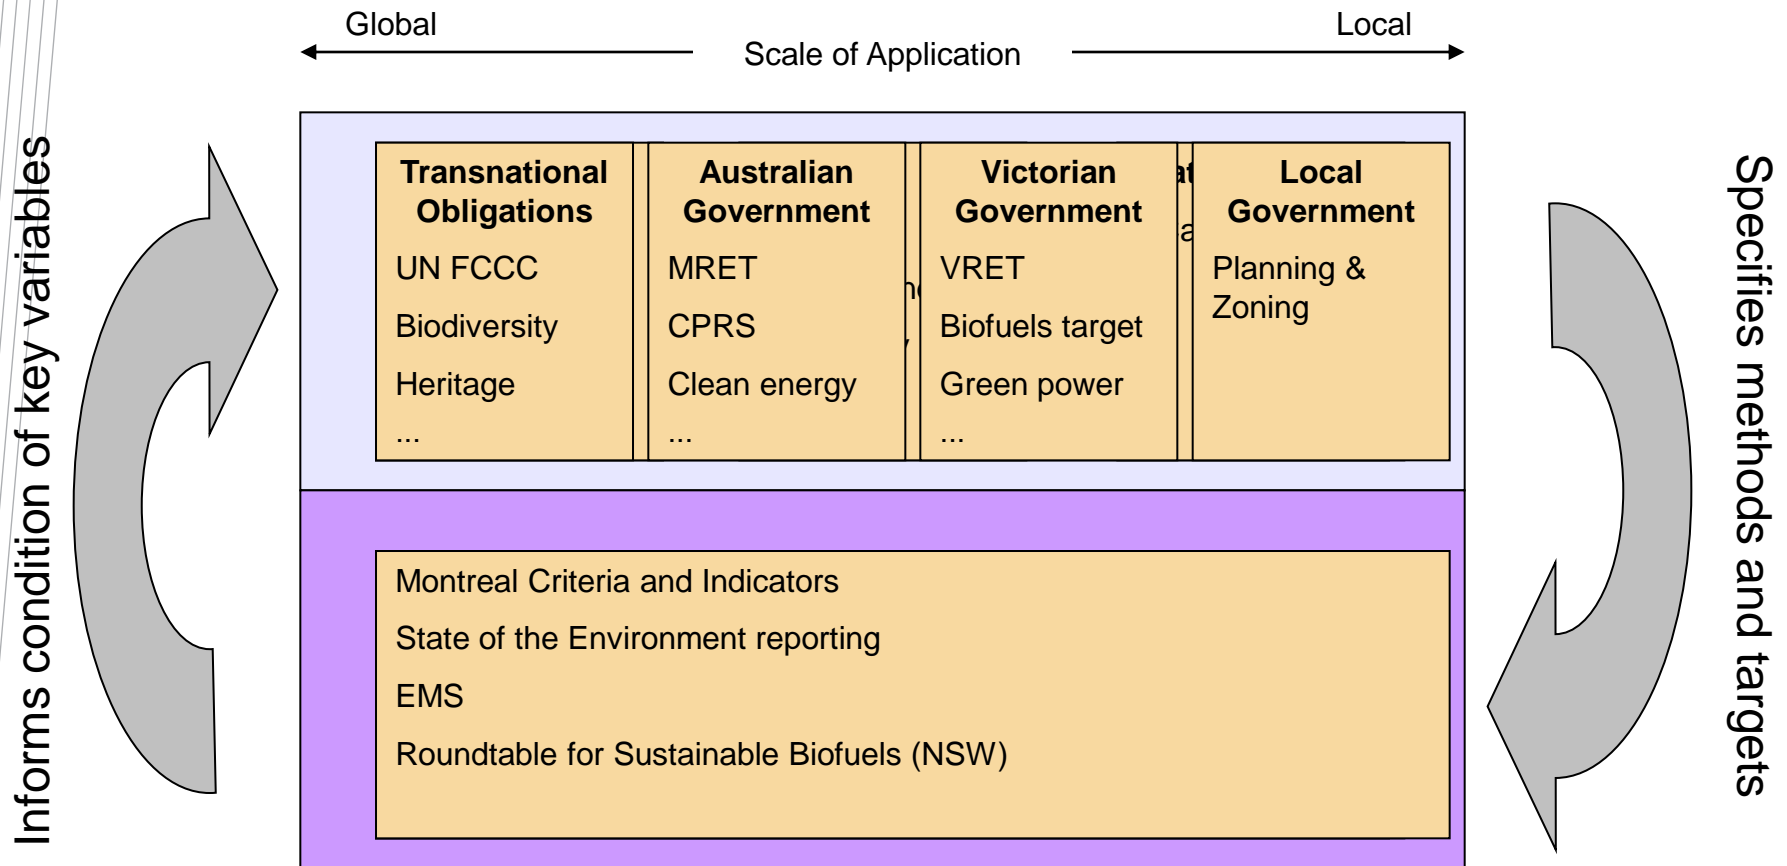 Global
Local
Scale of Application
Informs condition of key variables
Transnational
Obligations
UN FCCC
Biodiversity
Heritage
...
Australian
Government
MRET
CPRS
Clean energy
...
Victorian
Government
VRET
Biofuels target
Green power
...
Local
Government
Planning &
Zoning
Montreal Criteria and Indicators
State of the Environment reporting
EMS
Roundtable for Sustainable Biofuels (NSW)
Specifies methods and targets